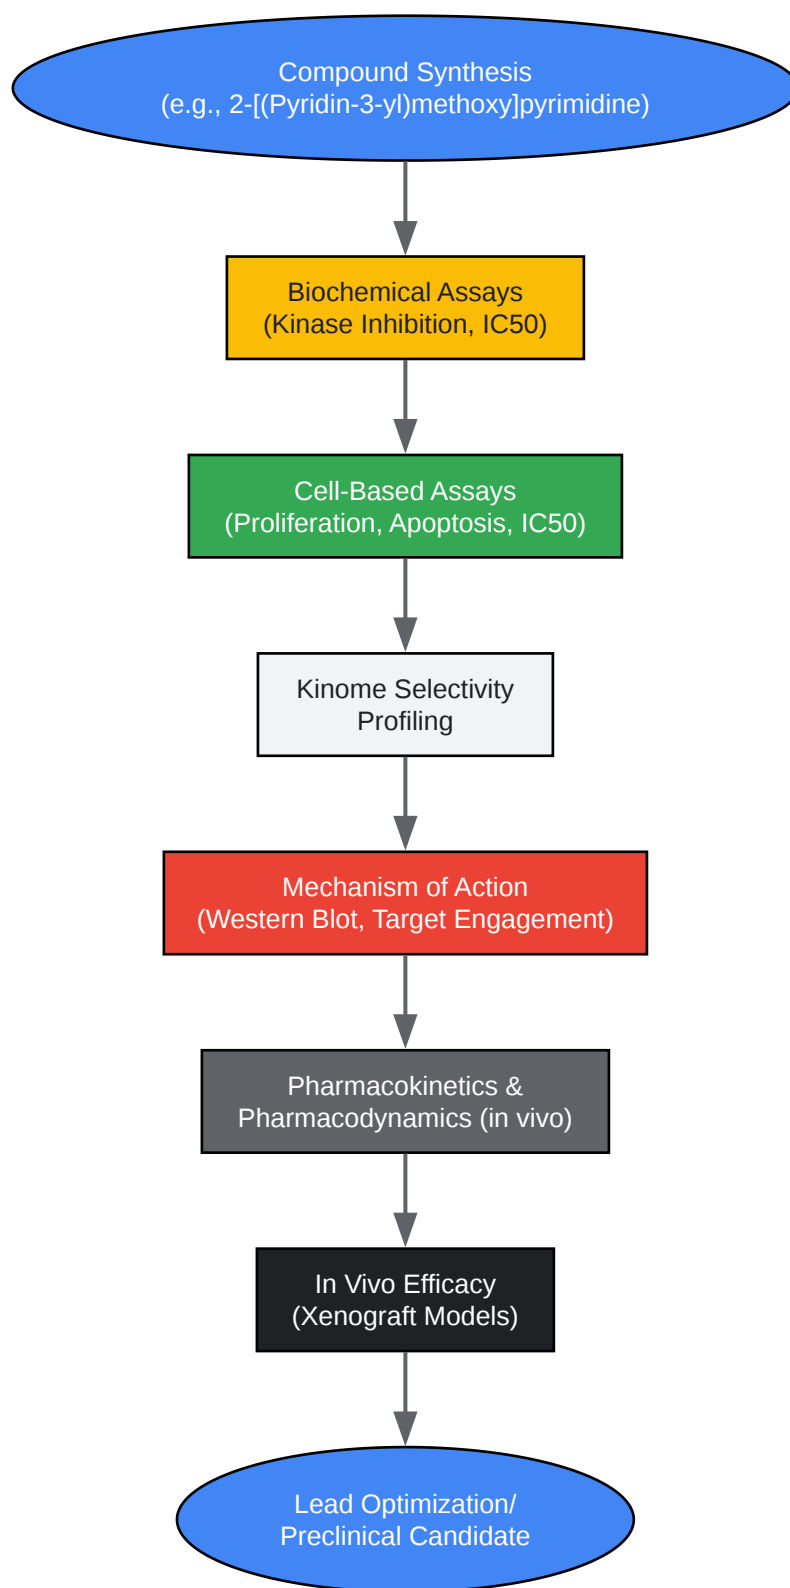 Compound Synthesis
(e.g., 2-[(Pyridin-3-yl)methoxy]pyrimidine)
Biochemical Assays
(Kinase Inhibition, IC50)
Cell-Based Assays
(Proliferation, Apoptosis, IC50)
Kinome Selectivity
Profiling
Mechanism of Action
(Western Blot, Target Engagement)
Pharmacokinetics &
Pharmacodynamics (in vivo)
In Vivo Efficacy
(Xenograft Models)
Lead Optimization/
Preclinical Candidate